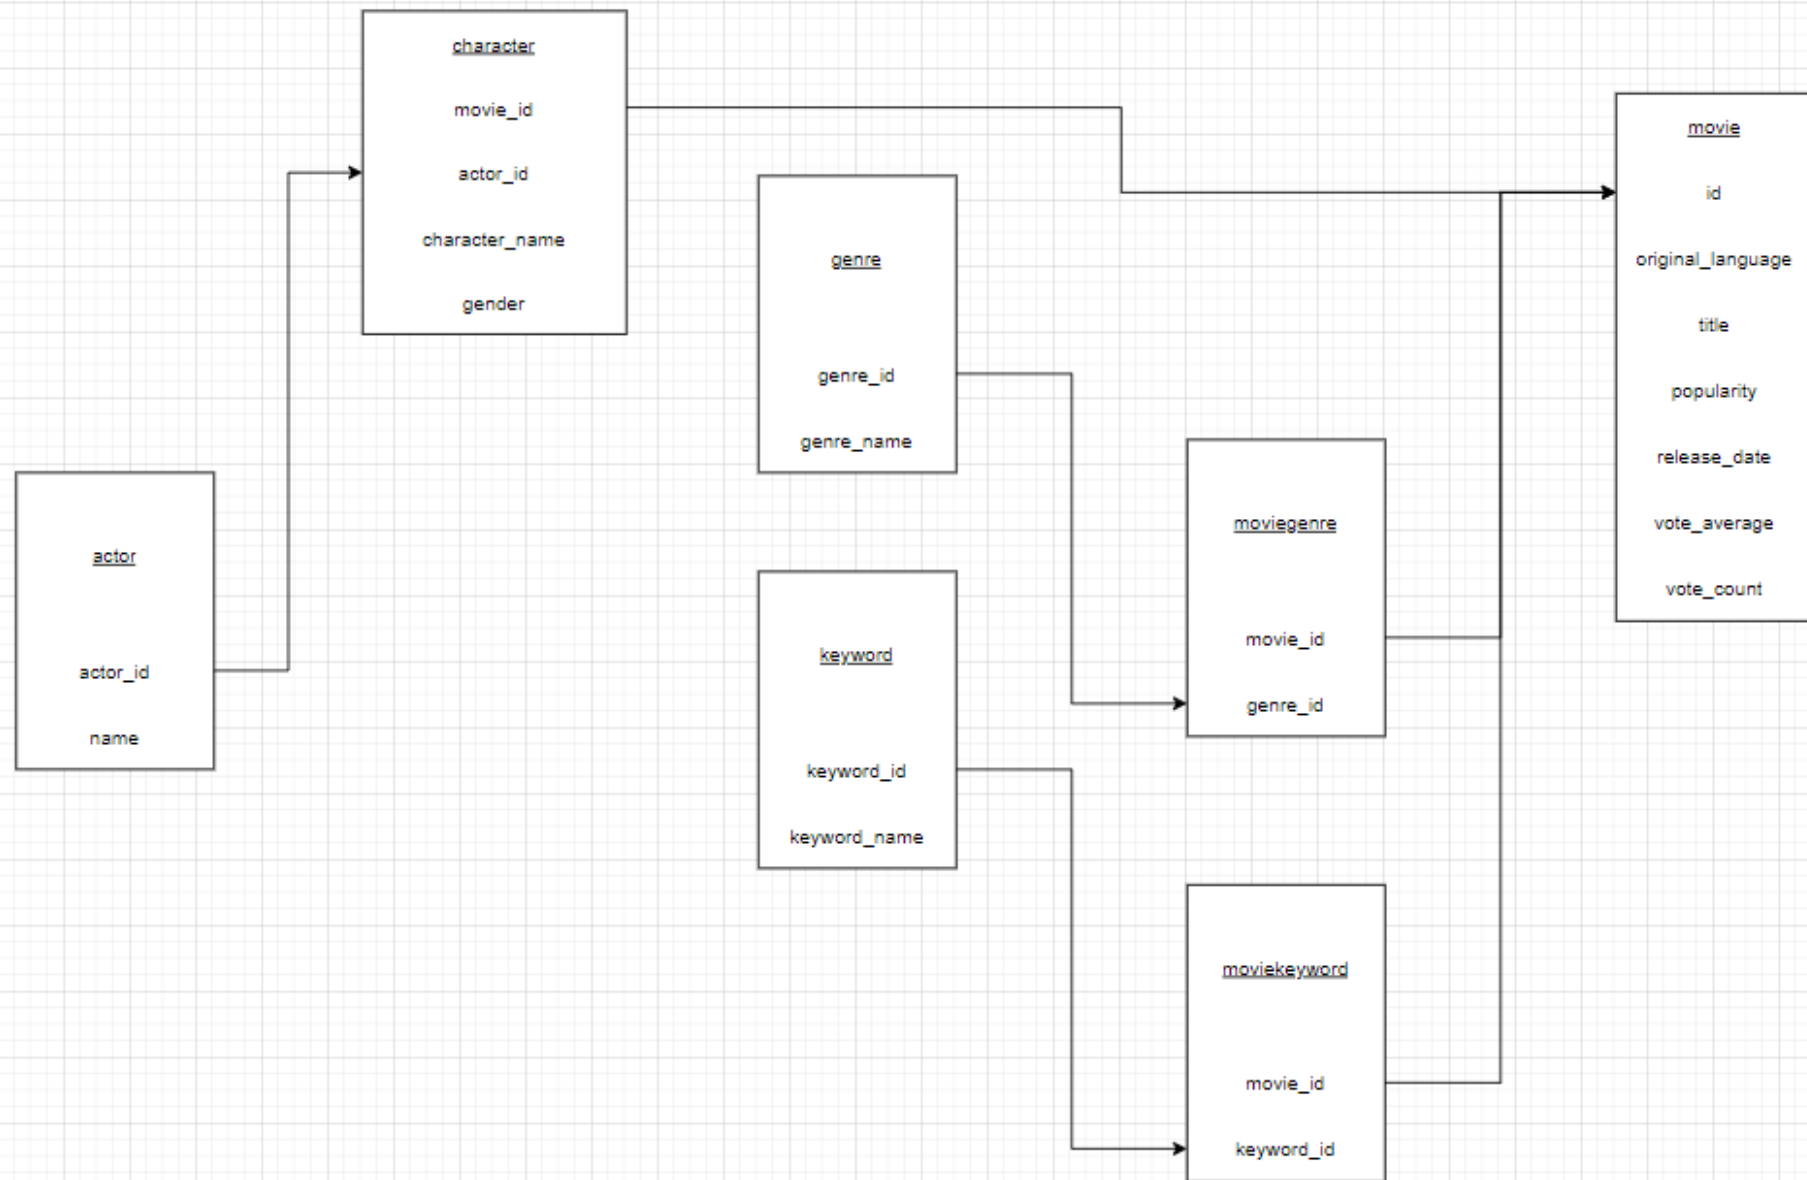 character
movie_id
actor_id
character_name
gender
genre
genre_id
genre_name
actor
actor_id
name
keyword
keyword_id
keyword_name
moviegenre
movie_id
genre_id
moviekeyword
movie_id
keyword_id
movie
id
original_language
title
popularity
release_date
vote_average
vote_count